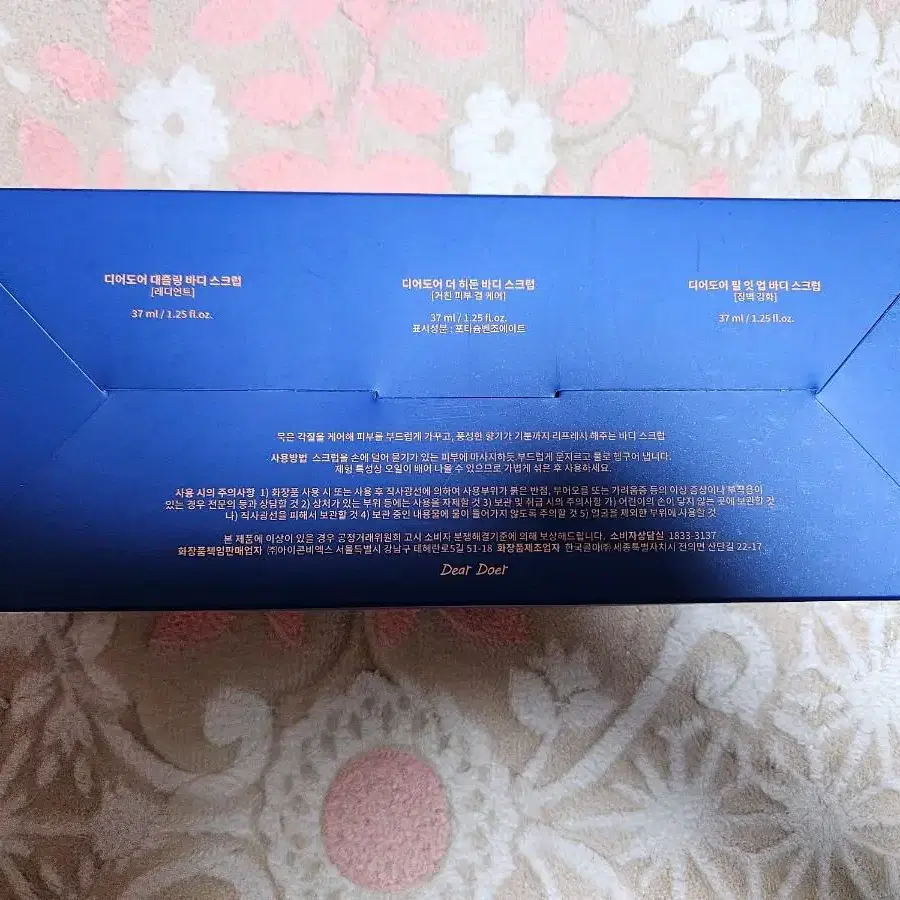 디어도어 대즐링 바디 스크럽
[래디언트]
37 ml / 1.25 fl.oz.
디어도어 더 히든 바디 스크럽
[거친 피부 결 케어]
37 ml / 1.25 fl.oz.
표시성분 : 포타슘벤조에이트
디어도어 필 잇 업 바디 스크럽
[장벽 강화]
37 ml / 1.25 fl.oz.
묵은 각질을 케어해 피부를 부드럽게 가꾸고, 풍성한 향기가 기분까지 리프레시 해주는 바디 스크럽
사용방법 스크럽을 손에 덜어 물기가 있는 피부에 마사지하듯 부드럽게 문지르고 물로 헹구어 냅니다.
제형 특성상 오일이 배어 나올 수 있으므로 가볍게 섞은 후 사용하세요.
사용 시의 주의사항 1) 화장품 사용 시 또는 사용 후 직사광선에 의하여 사용부위가 붉은 반점, 부어오름 또는 가려움증 등의 이상 증상이나 부작용이
있는 경우 전문의 등과 상담할 것 2) 상처가 있는 부위 등에는 사용을 자제할 것 3) 보관 및 취급 시의 주의사항 가) 어린이의 손이 닿지 않는 곳에 보관할 것
나) 직사광선을 피해서 보관할 것 4) 보관 중인 내용물에 물이 들어가지 않도록 주의할 것 5) 얼굴을 제외한 부위에 사용할 것
본 제품에 이상이 있을 경우 공정거래위원회 고시 소비자 분쟁해결기준에 의해 보상해드립니다. 소비자상담실 1833-3137
화장품책임판매업자 ㈜아이콘비엑스 서울특별시 강남구 테헤란로5길 51-18 화장품제조업자 한국콜마㈜ 세종특별자치시 전의면 산단길 22-17
Dear Doer